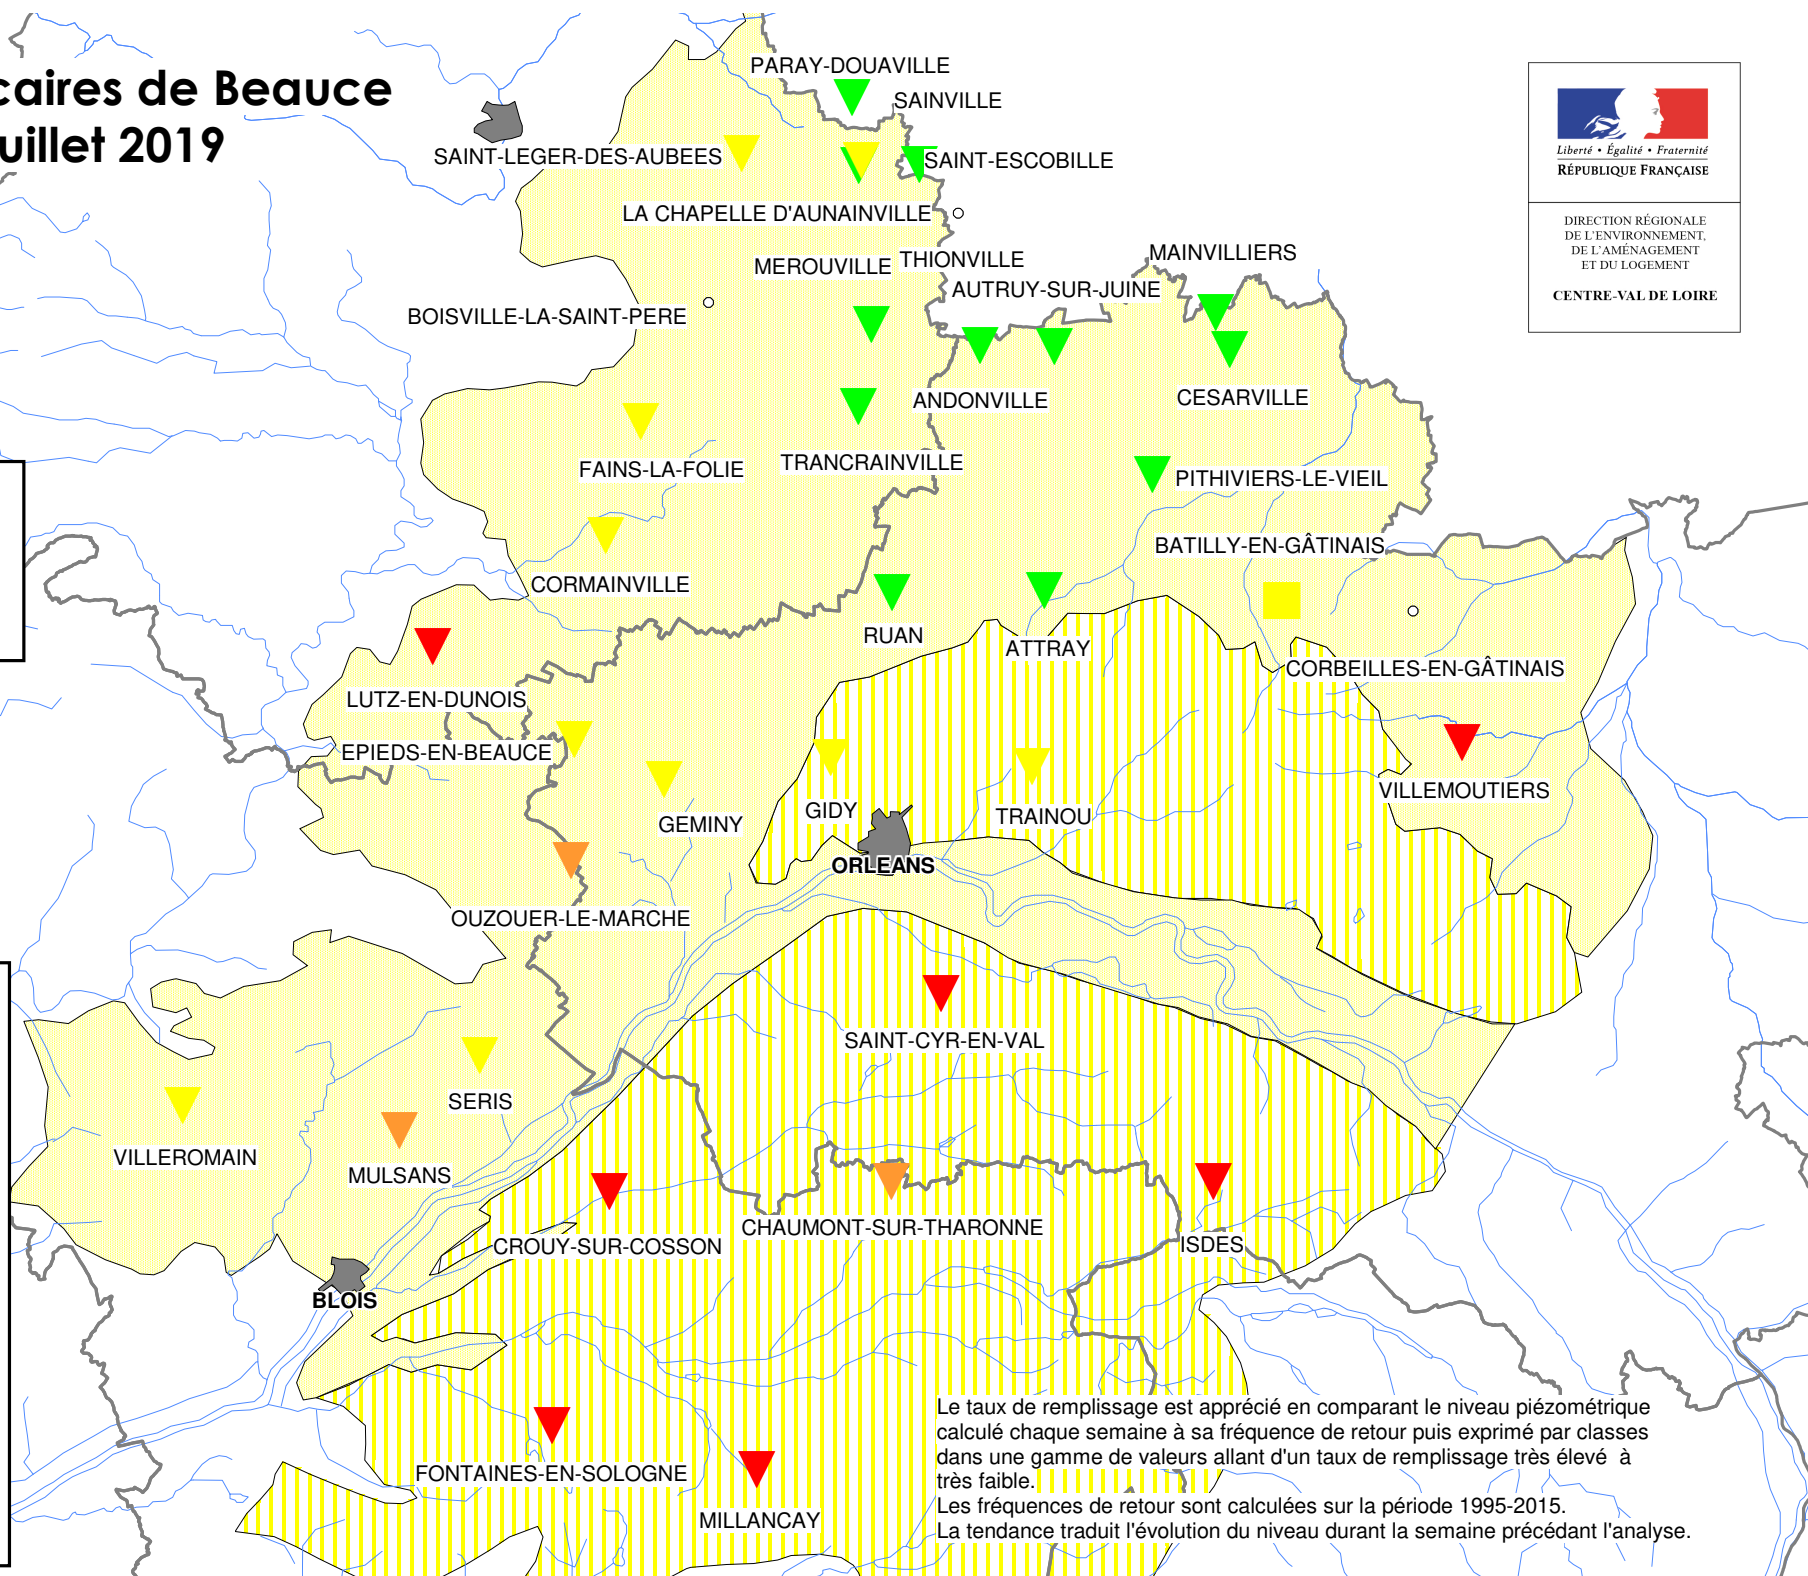 caires de Beauce
uillet 2019
PARAY-DOUAVILLE
SAINVILLE
SAINT-LEGER-DES-AUBEES
SAINT-ESCOBILLE
LA CHAPELLE D'AUNAINVILLE
MEROUVILLE
THIONVILLE
MAINVILLIERS
AUTRUY-SUR-JUINE
BOISVILLE-LA-SAINT-PERE
ANDONVILLE
CESARVILLE
FAINS-LA-FOLIE
TRANCRAINVILLE
PITHIVIERS-LE-VIEIL
BATILLY-EN-GÂTINAIS
CORMAINVILLE
RUAN
ATTRAY
CORBEILLES-EN-GÂTINAIS
LUTZ-EN-DUNOIS
EPIEDS-EN-BEAUCE
VILLEMOUTIERS
GEMINY
GIDY
TRAINOU
ORLEANS
OUZOUER-LE-MARCHE
SAINT-CYR-EN-VAL
SERIS
VILLEROMAIN
MULSANS
CHAUMONT-SUR-THARONNE
CROUY-SUR-COSSON
ISDES
BLOIS
FONTAINES-EN-SOLOGNE
MILLANCAY
Liberté • Égalité • Fraternité
RÉPUBLIQUE FRANÇAISE
DIRECTION RÉGIONALE
DE L'ENVIRONNEMENT,
DE L'AMÉNAGEMENT
ET DU LOGEMENT
CENTRE-VAL DE LOIRE
Le taux de remplissage est apprécié en comparant le niveau piézométrique
calculé chaque semaine à sa fréquence de retour puis exprimé par classes
dans une gamme de valeurs allant d'un taux de remplissage très élevé à
très faible.
Les fréquences de retour sont calculées sur la période 1995-2015.
La tendance traduit l'évolution du niveau durant la semaine précédant l'analyse.